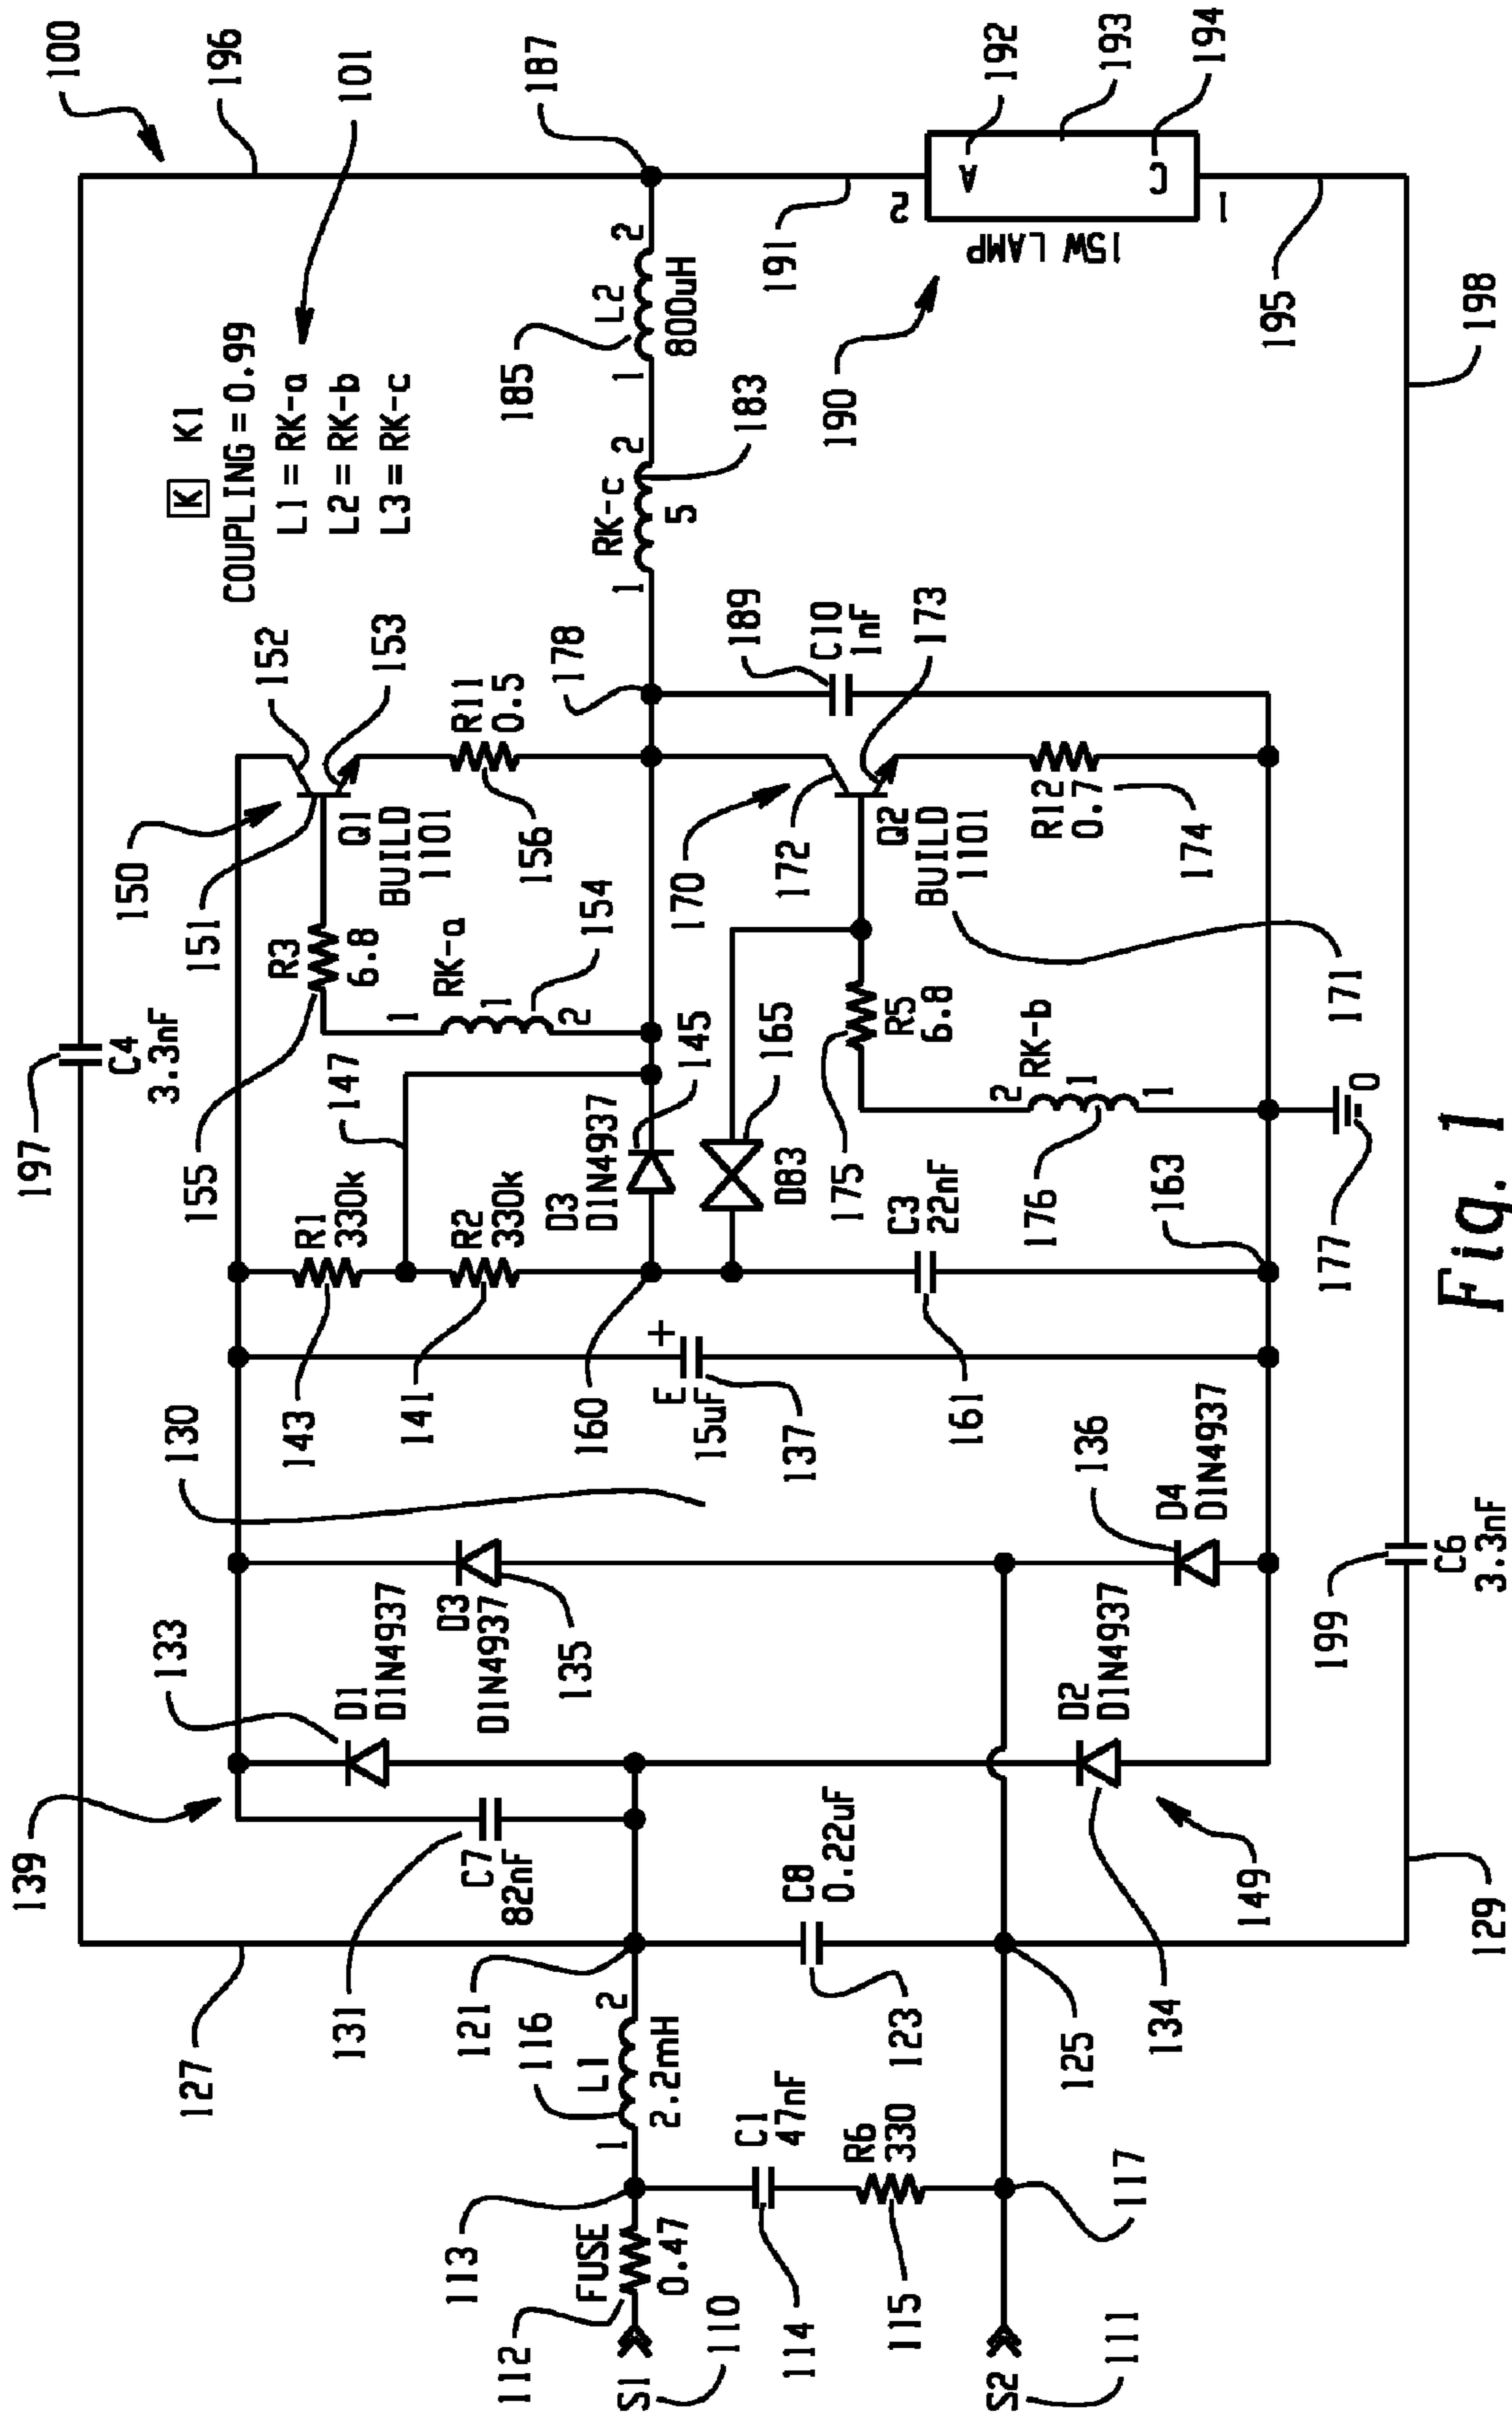 100
196
101
K K1
COUPLING = 0.99
L1 = RK-a
L2 = RK-b
L3 = RK-c
187
197
C4
3.3nF
139
127
133
D1
D1N4937
130
143
R1
330k
147
155
R3
6.8
151
150
152
153
Q1
BUILD
1101
131
C7
82nF
D3
D1N4937
135
141
R2
330k
1
RK-a
1
2
154
156
R11
0.5
178
113
112
FUSE
0.47
S1
110
121
116
1
L1
2
2.2mH
160
E
+
15uF
137
D3
D1N4937
145
1
RK-c
2
5
183
185
1
L2
2
800uH
191
114
C1
47nF
123
C8
0.22uF
D83
165
170
172
Q2
BUILD
1101
171
173
189
C10
1nF
190
2
A
192
193
C
194
1
15W LAMP
195
115
R6
330
161
C3
22nF
175
R5
6.8
2
RK-b
1
1
176
R12
0.7
174
S2
111
117
125
134
D2
D1N4937
149
136
D4
D1N4937
163
177
0
129
199
C6
3.3nF
198
Fig. 1